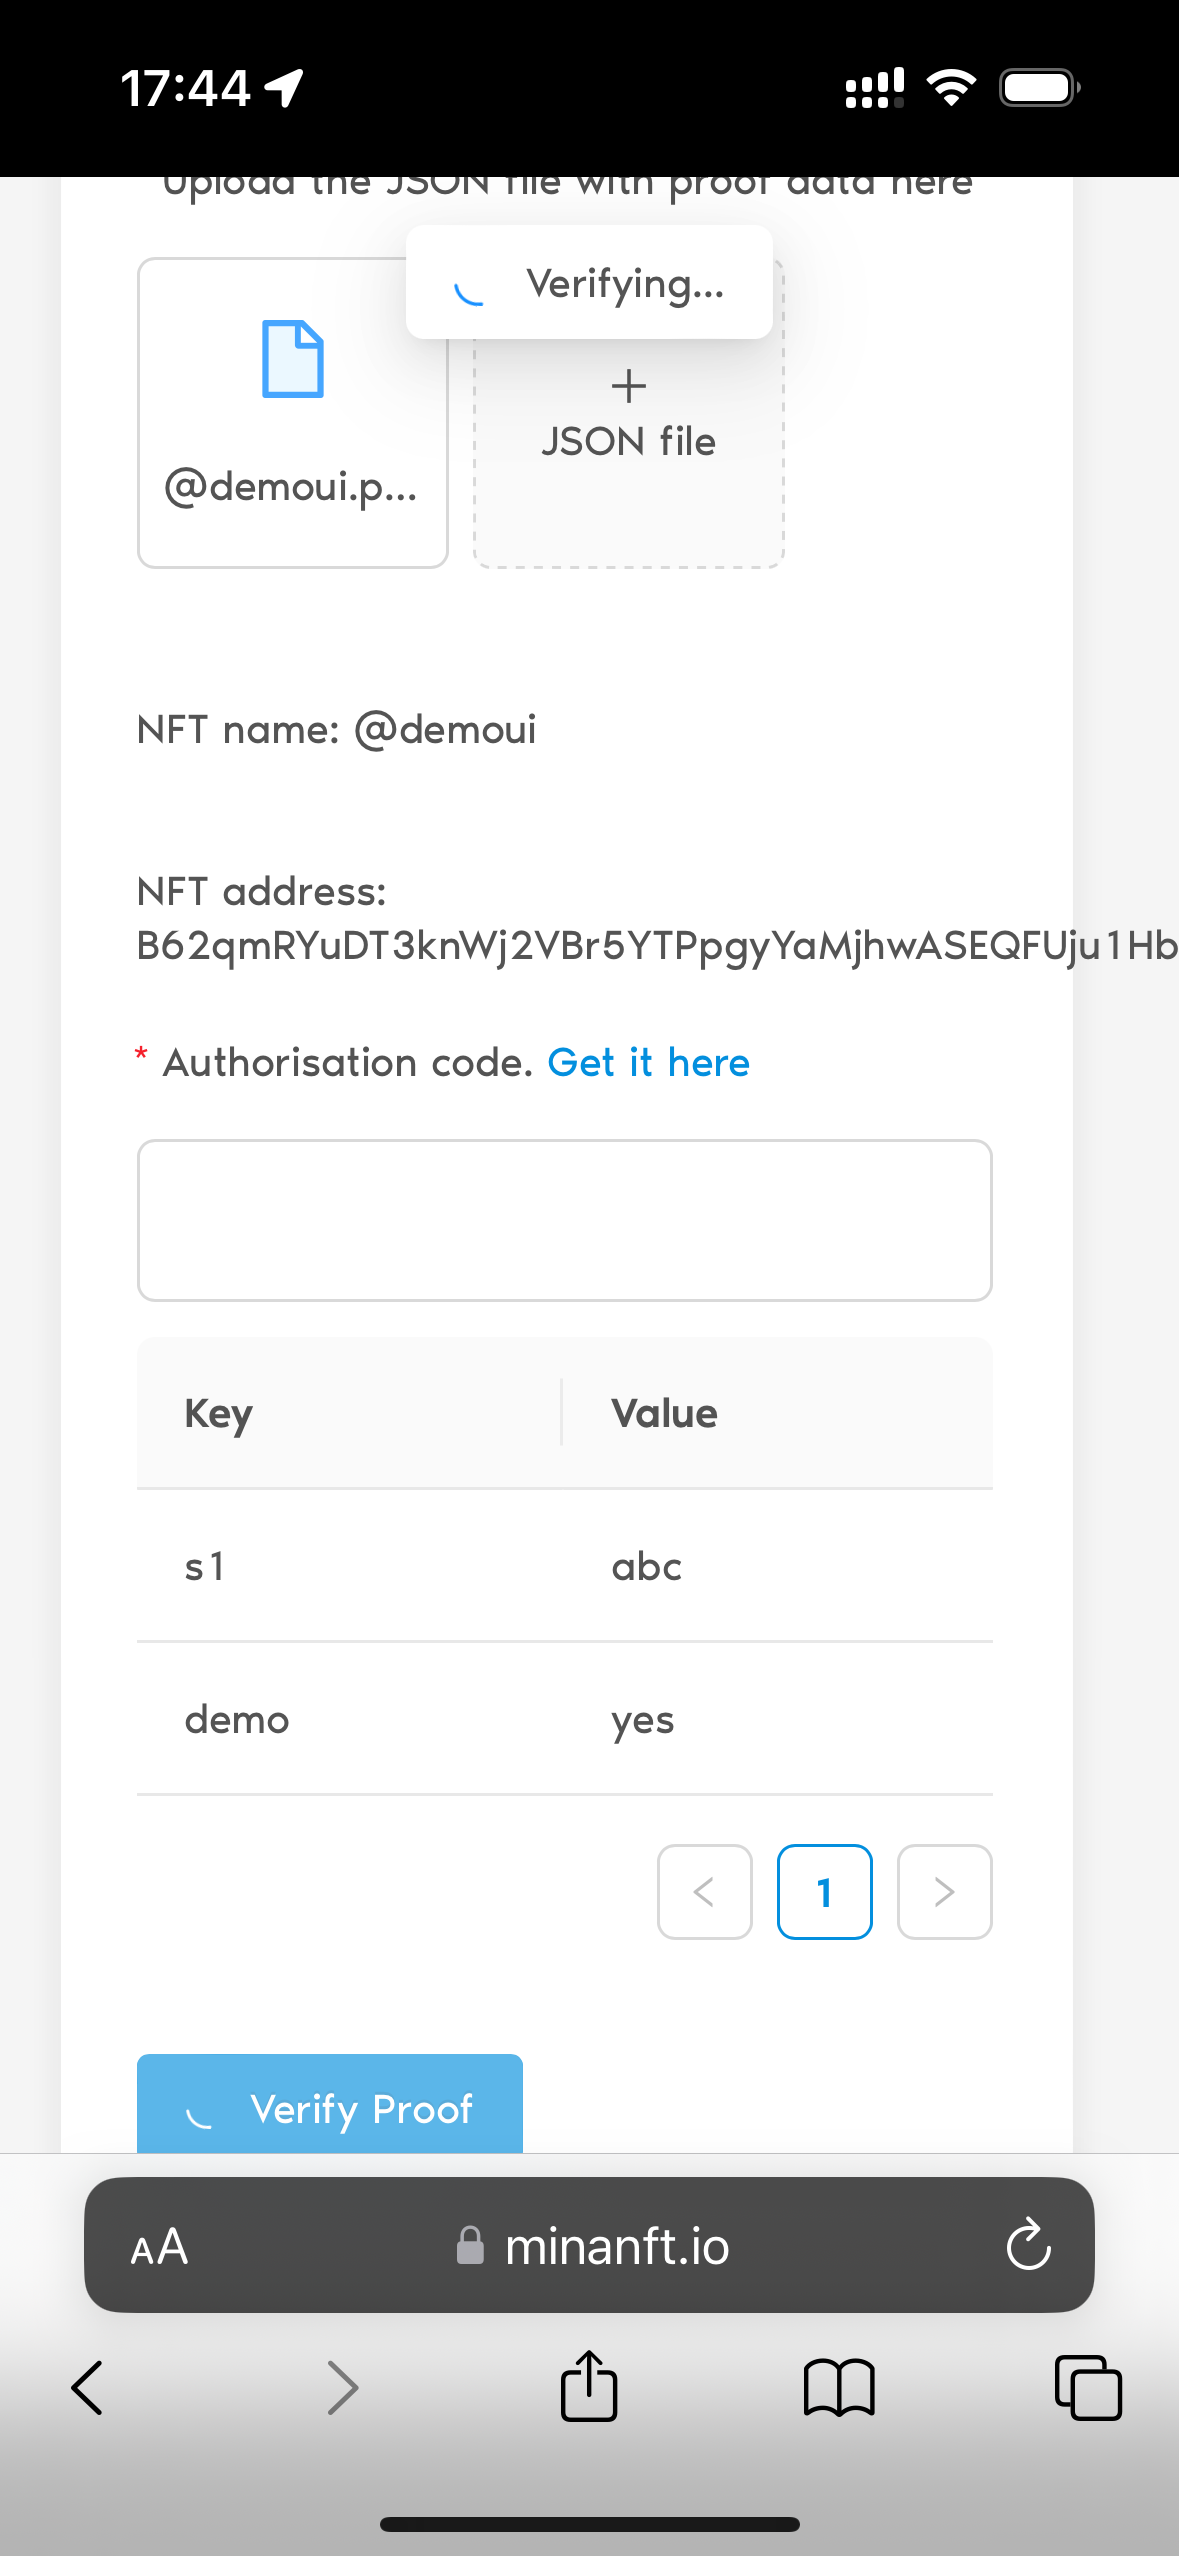 17:44
Upload the JSON file with proof data here
Verifying...
@demoui.p...
+
JSON file
NFT name: @demoui
NFT address:
B62qmRYuDT3knWj2VBr5YTPpgyYaMjhwASEQFUju1Hb
* Authorisation code. Get it here
Key Value
s1 abc
demo yes
< 1 >
Verify Proof
AA minanft.io